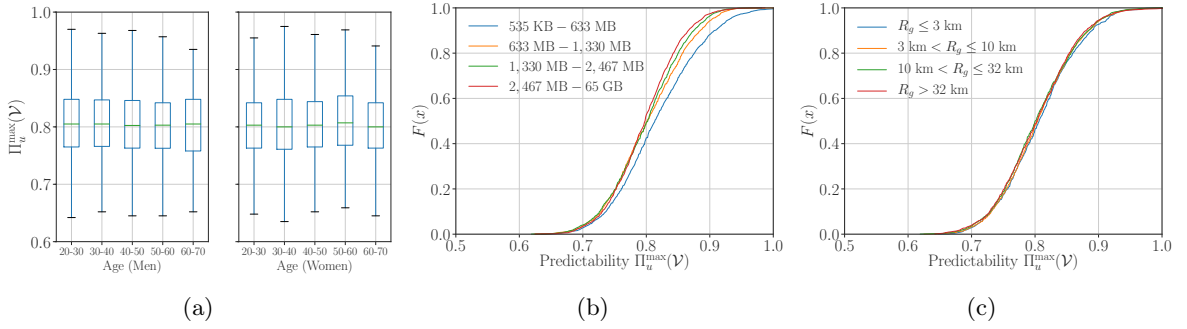 1.0
0.9
0.8
0.7
0.6
Π_u^max(𝒱)
20-30 30-40 40-50 50-60 60-70
Age (Men)
20-30 30-40 40-50 50-60 60-70
Age (Women)
(a)
1.0
0.8
0.6
0.4
0.2
0.0
F(x)
535 KB − 633 MB
633 MB − 1,330 MB
1,330 MB − 2,467 MB
2,467 MB − 65 GB
0.5 0.6 0.7 0.8 0.9 1.0
Predictability Π_u^max(𝒱)
(b)
1.0
0.8
0.6
0.4
0.2
0.0
F(x)
R_g ≤ 3 km
3 km < R_g ≤ 10 km
10 km < R_g ≤ 32 km
R_g > 32 km
0.5 0.6 0.7 0.8 0.9 1.0
Predictability Π_u^max(𝒱)
(c)